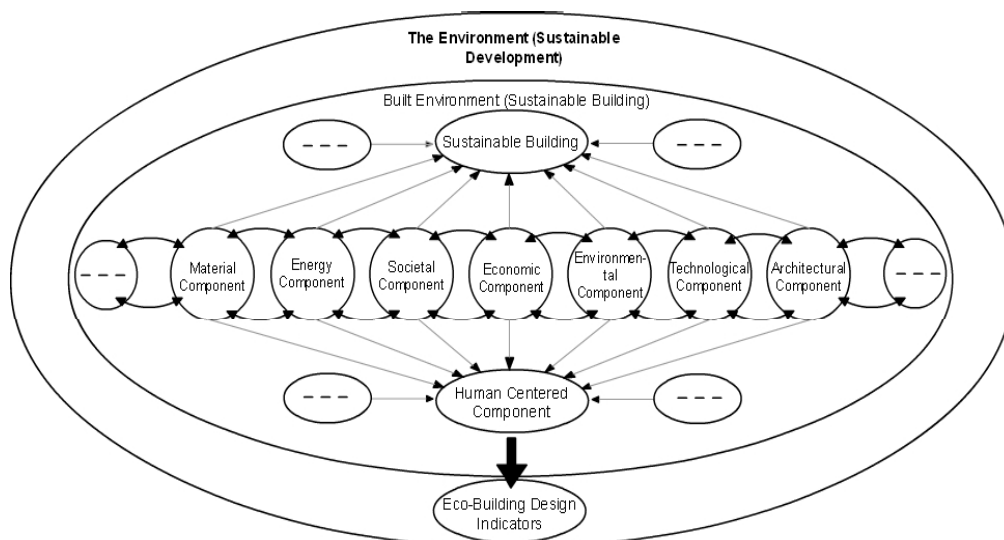 The Environment (Sustainable
Development)
Built Environment (Sustainable Building)
---
Sustainable Building
---
---
Material
Component
Energy
Component
Societal
Component
Economic
Component
Environmen-
tal
Component
Technological
Component
Architectural
Component
---
---
Human Centered
Component
---
Eco-Building Design
Indicators